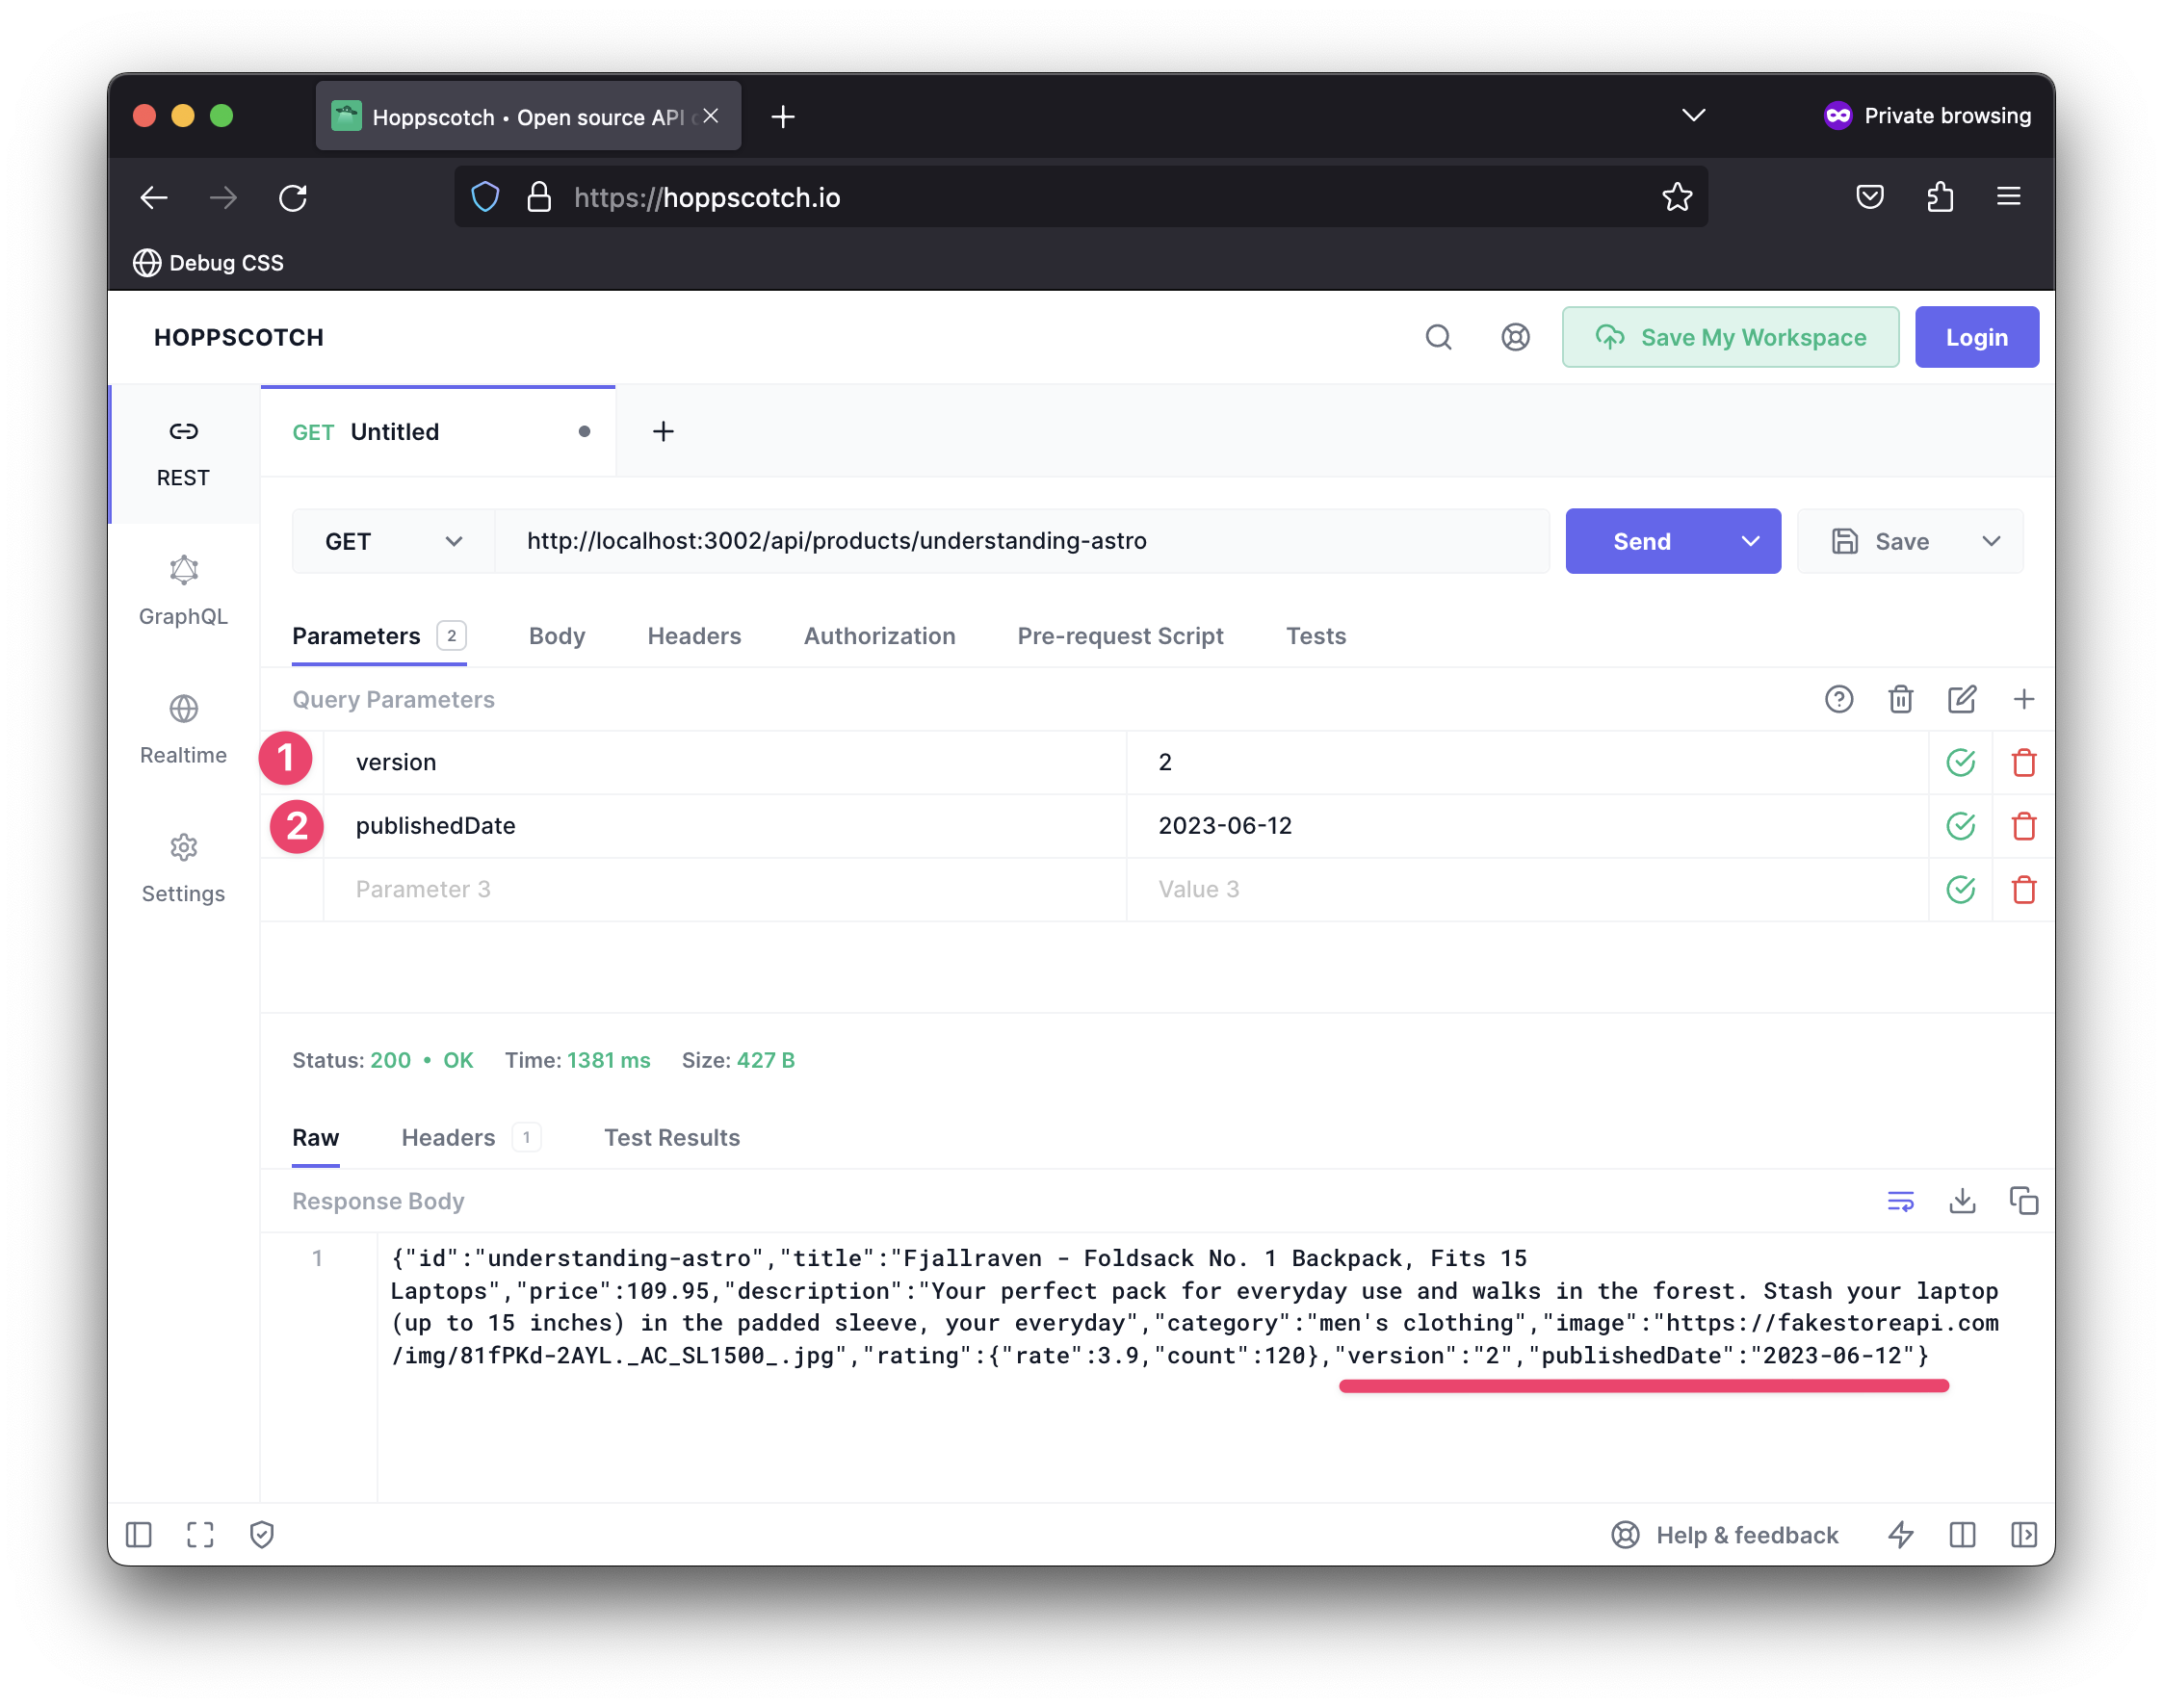 Hoppscotch • Open source API
Private browsing
https://hoppscotch.io
Debug CSS
HOPPSCOTCH
Save My Workspace
Login
REST
GraphQL
Realtime
Settings
GET Untitled
GET
http://localhost:3002/api/products/understanding-astro
Send
Save
Parameters 2
Body
Headers
Authorization
Pre-request Script
Tests
Query Parameters
1
version
2
2
publishedDate
2023-06-12
Parameter 3
Value 3
Status: 200 • OK
Time: 1381 ms
Size: 427 B
Raw
Headers 1
Test Results
Response Body
1
{"id":"understanding-astro","title":"Fjallraven - Foldsack No. 1 Backpack, Fits 15
Laptops","price":109.95,"description":"Your perfect pack for everyday use and walks in the forest. Stash your laptop
(up to 15 inches) in the padded sleeve, your everyday","category":"men's clothing","image":"https://fakestoreapi.com
/img/81fPKd-2AYL._AC_SL1500_.jpg","rating":{"rate":3.9,"count":120},"version":"2","publishedDate":"2023-06-12"}
Help & feedback